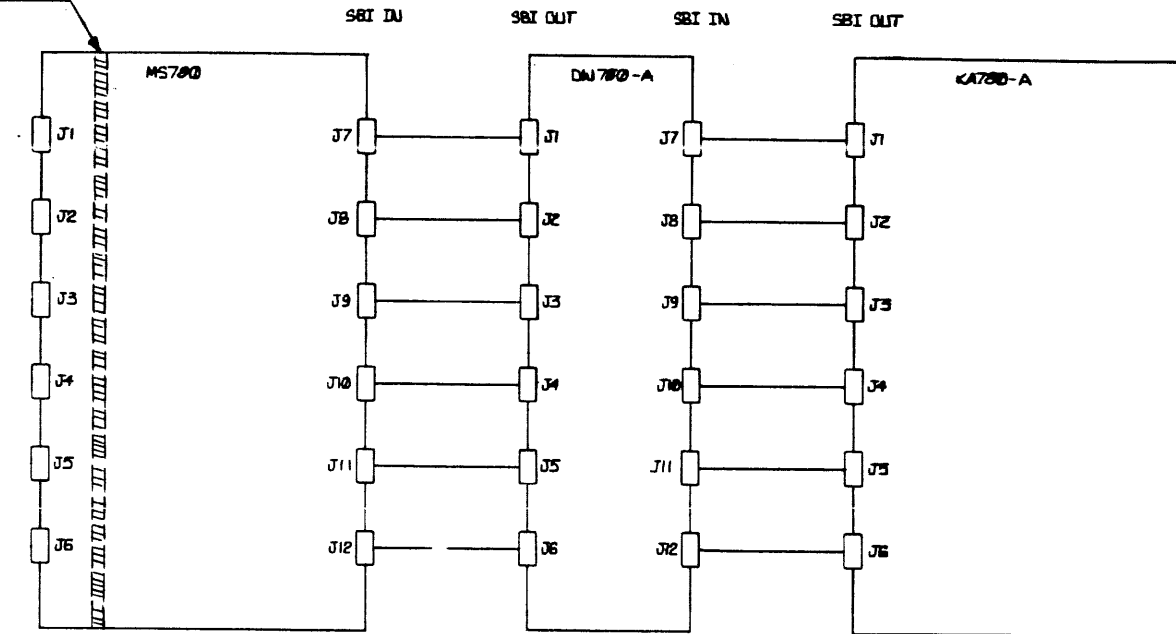 SBI IN SBI OUT SBI IN SBI OUT
MS780 DW780-A KA780-A
J1 J7 J1 J7 J1
J2 J8 J2 J8 J2
J3 J9 J3 J9 J3
J4 J10 J4 J10 J4
J5 J11 J5 J11 J5
J6 J12 J6 J12 J6